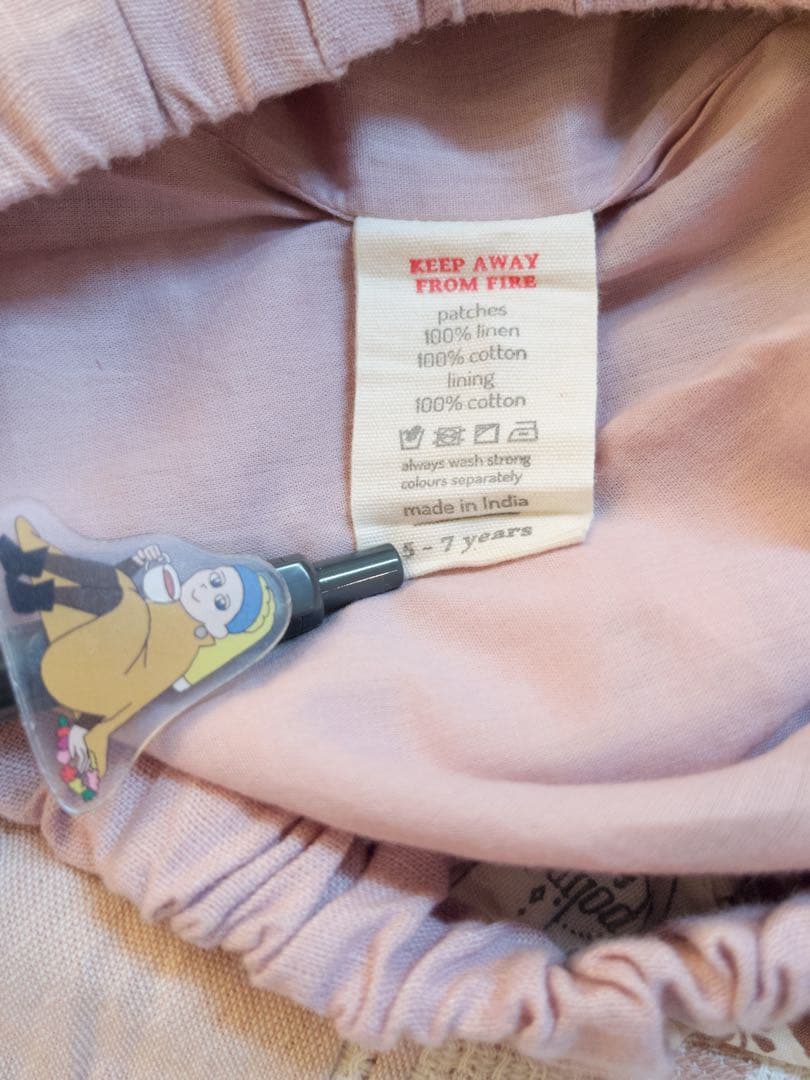 KEEP AWAY
FROM FIRE
patches
100% linen
100% cotton
lining
100% cotton
always wash strong
colours separately
made in India
5 - 7 years